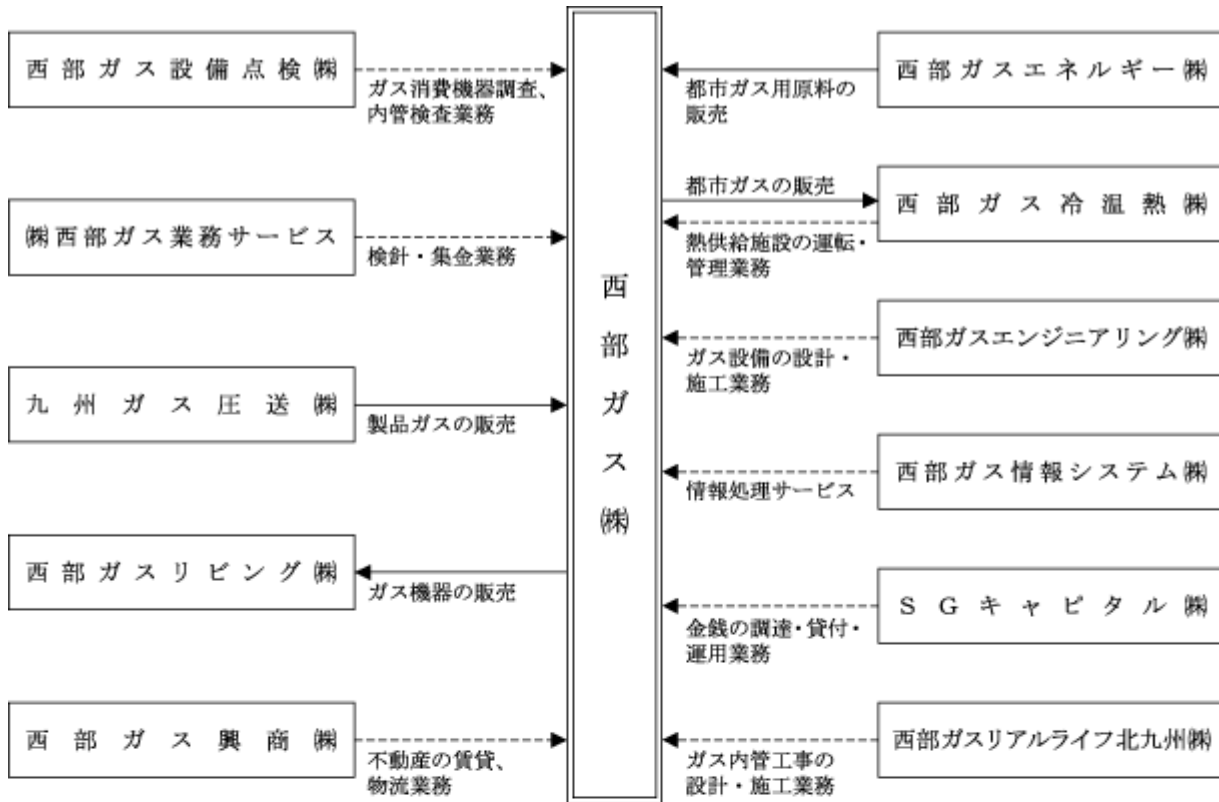 西部ガス設備点検㈱
ガス消費機器調査、
内管検査業務
㈱西部ガス業務サービス
検針・集金業務
九州ガス圧送㈱
製品ガスの販売
西部ガスリビング㈱
ガス機器の販売
西部ガス興商㈱
不動産の賃貸、
物流業務
西部ガス㈱
西部ガスエネルギー㈱
都市ガス用原料の
販売
都市ガスの販売
西部ガス冷温熱㈱
熱供給施設の運転・
管理業務
西部ガスエンジニアリング㈱
ガス設備の設計・
施工業務
西部ガス情報システム㈱
情報処理サービス
SGキャピタル㈱
金銭の調達・貸付・
運用業務
西部ガスリアルライフ北九州㈱
ガス内管工事の
設計・施工業務